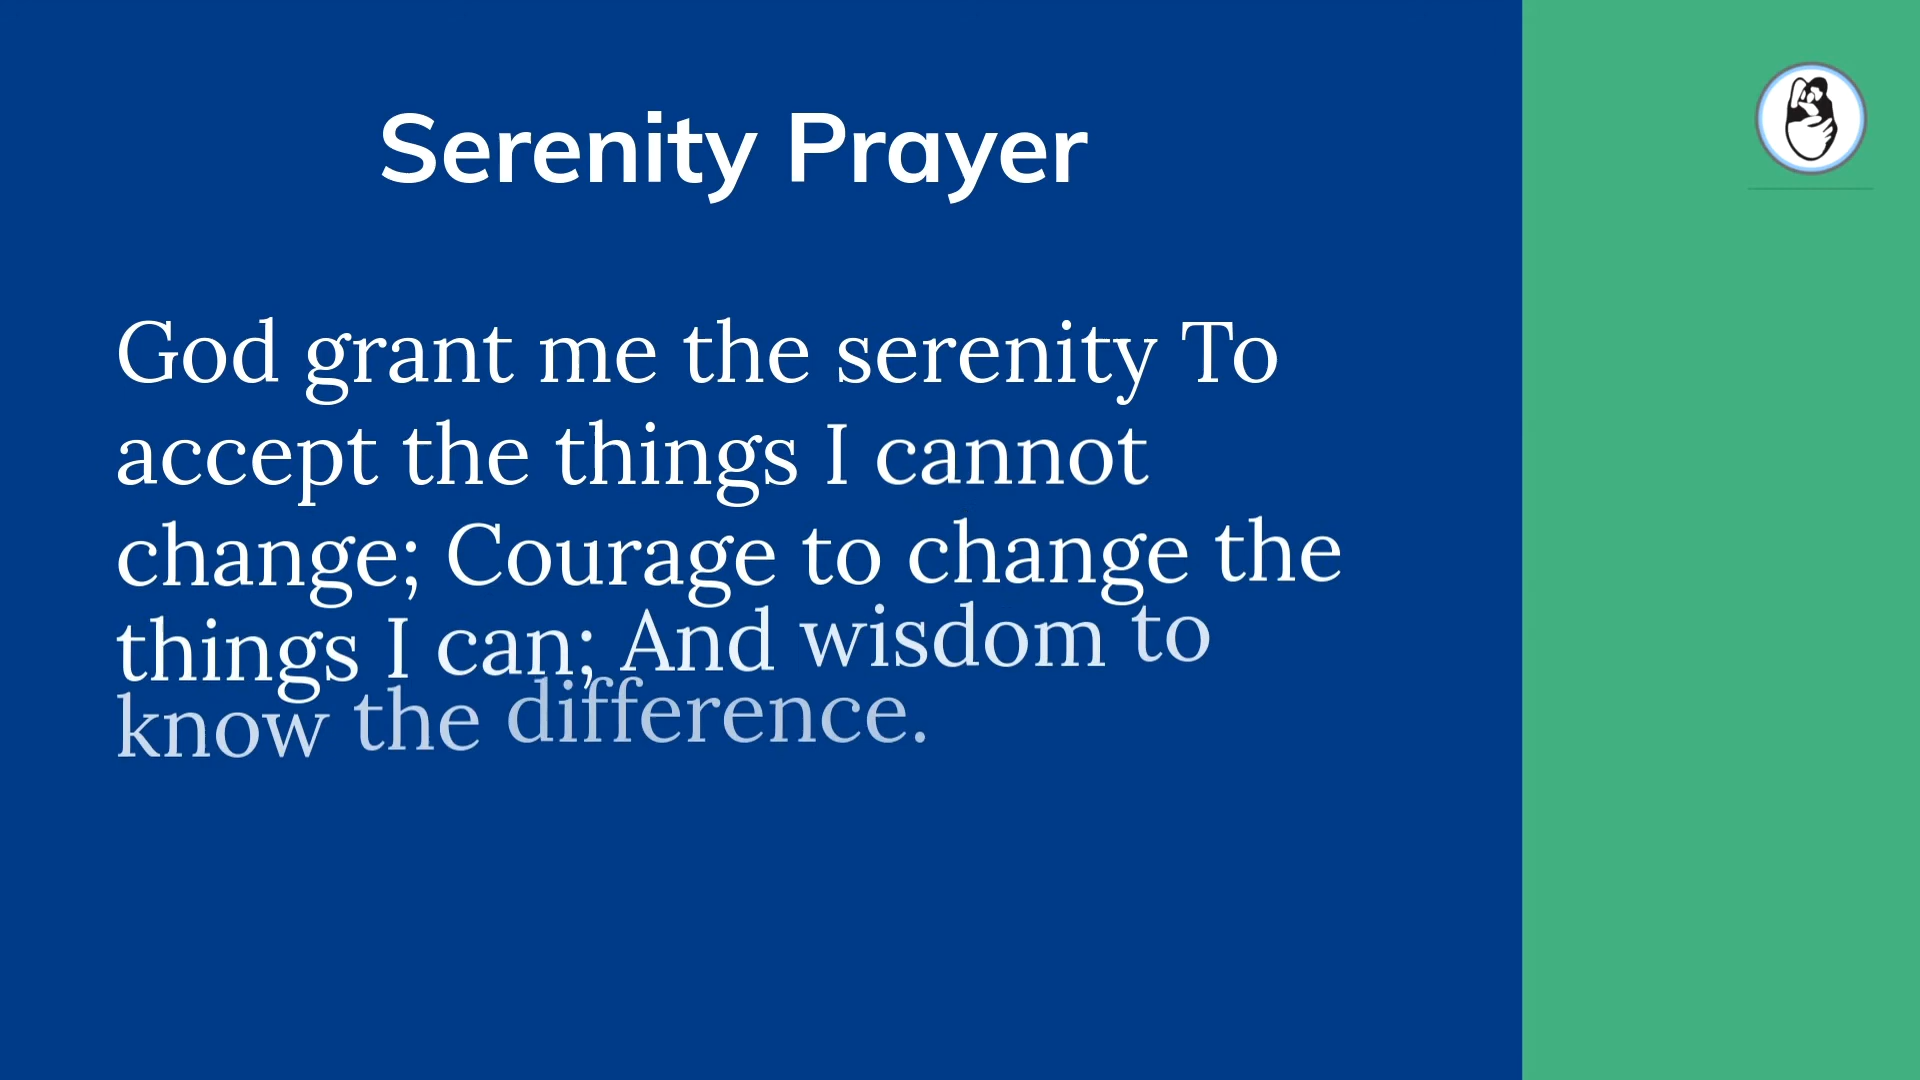 Serenity Prayer
God grant me the serenity To
accept the things I cannot
change; Courage to change the
things I can; And wisdom to
know the difference.